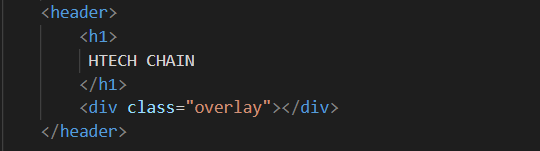 <header>
<h1>
HTECH CHAIN
</h1>
<div class="overlay"></div>
</header>